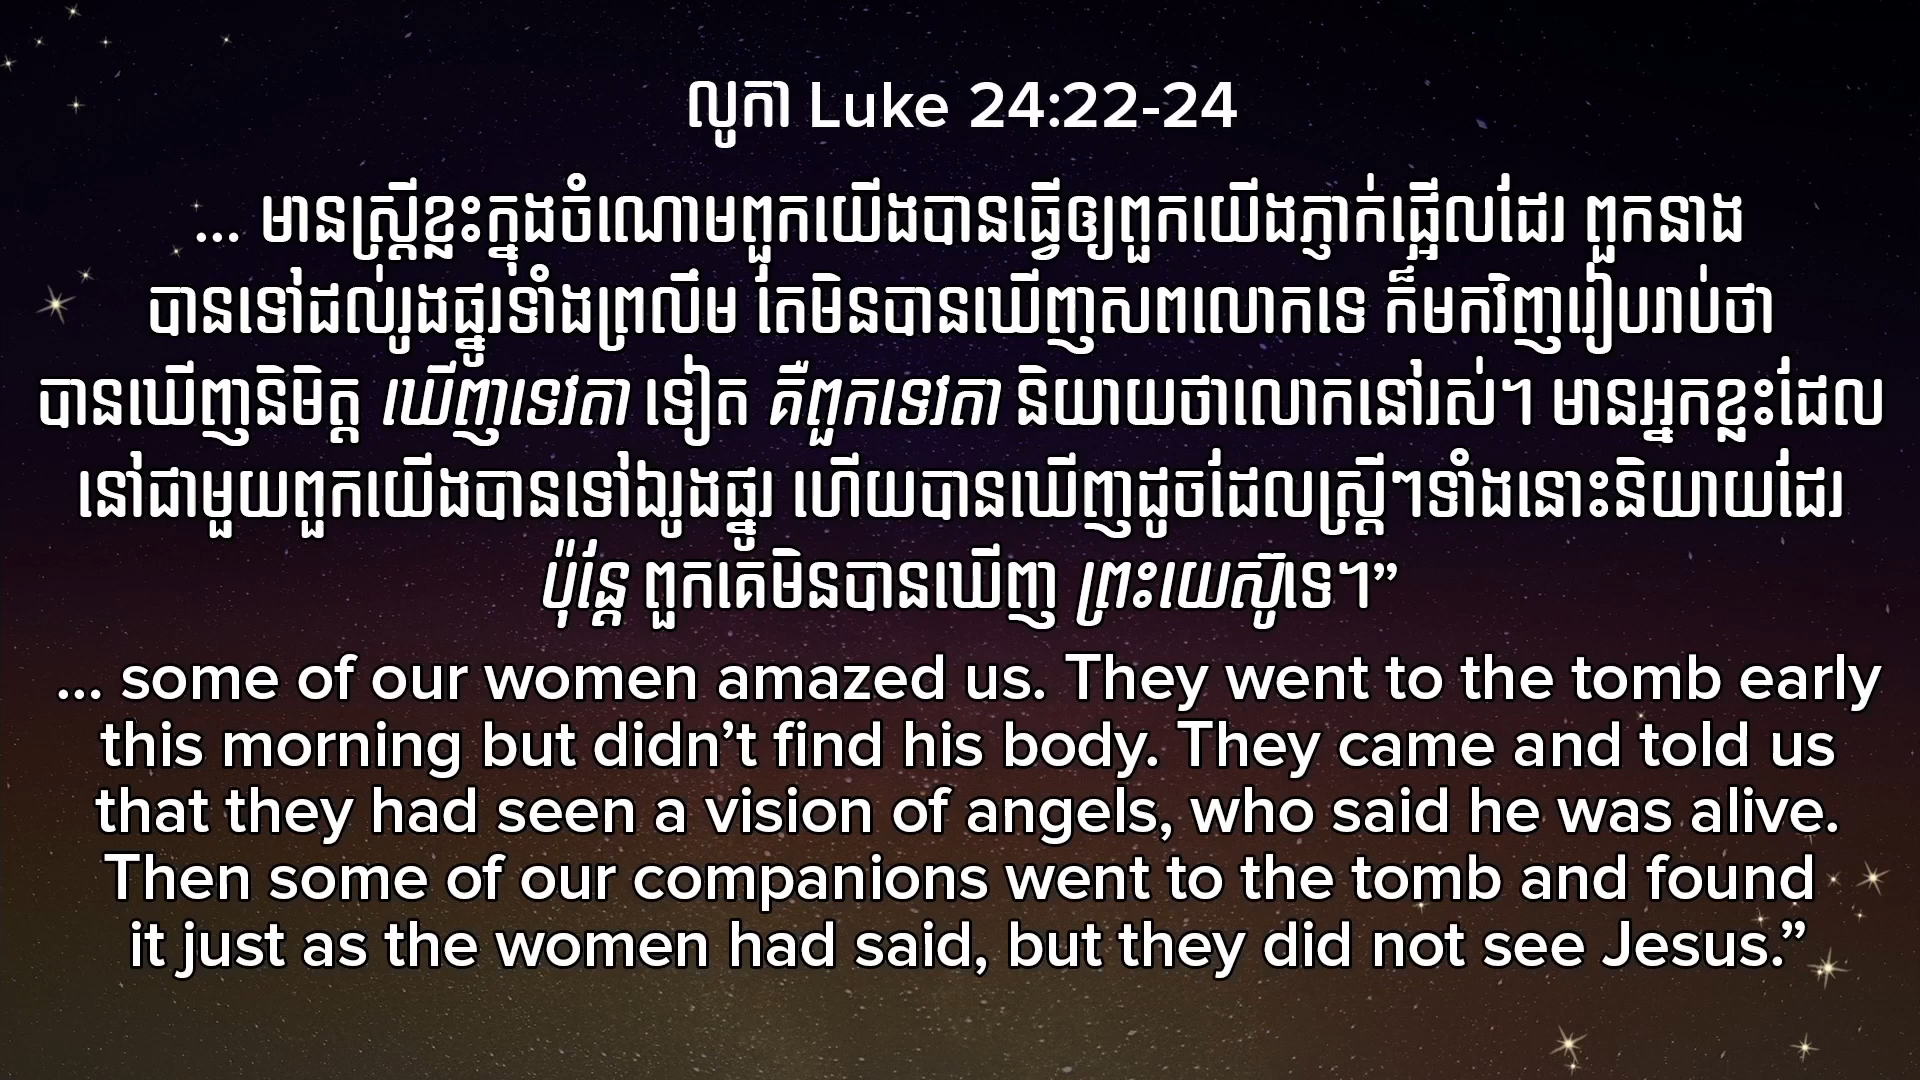 លូកា Luke 24:22-24
... មានស្ត្រីខ្លះក្នុងចំណោមពួកយើងបានធ្វើឲ្យពួកយើងភ្ញាក់ផ្អើលដែរ ពួកនាង
បានទៅដល់រូងផ្នូរទាំងព្រលឹម តែមិនបានឃើញសពលោកទេ ក៏មកវិញរៀបរាប់ថា
បានឃើញនិមិត្ត ឃើញទេវតា ទៀត គឺពួកទេវតា និយាយថាលោកនៅរស់។ មានអ្នកខ្លះដែល
នៅជាមួយពួកយើងបានទៅឯរូងផ្នូរ ហើយបានឃើញដូចដែលស្ត្រីៗទាំងនោះនិយាយដែរ
ប៉ុន្តែ ពួកគេមិនបានឃើញ ព្រះយេស៊ូទេ។”
... some of our women amazed us. They went to the tomb early
this morning but didn’t find his body. They came and told us
that they had seen a vision of angels, who said he was alive.
Then some of our companions went to the tomb and found
it just as the women had said, but they did not see Jesus.”